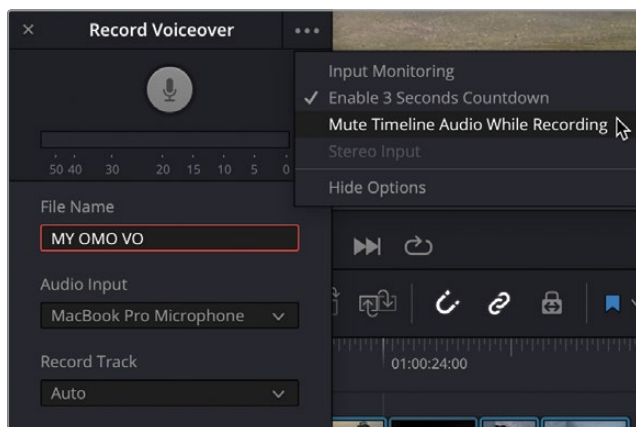 Record Voiceover
Input Monitoring
Enable 3 Seconds Countdown
Mute Timeline Audio While Recording
Stereo Input
Hide Options
50 40 30 20 15 10 5 0
File Name
MY OMO VO
Audio Input
MacBook Pro Microphone
Record Track
Auto
01:00:24:00